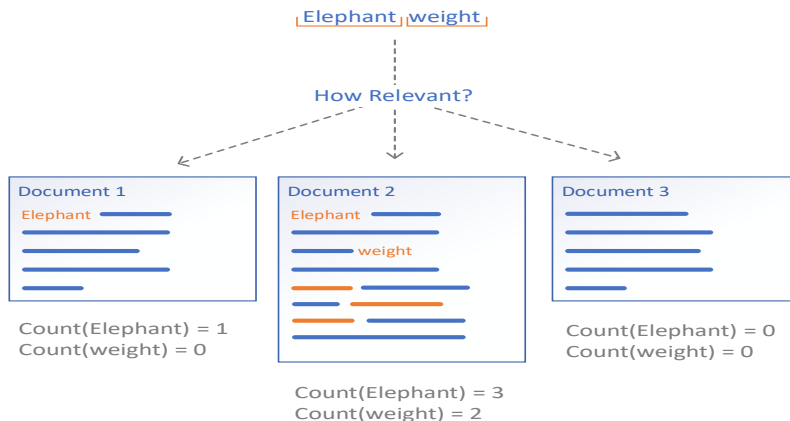 Elephant weight
How Relevant?
Document 1
Elephant
Count(Elephant) = 1
Count(weight) = 0
Document 2
Elephant
weight
Count(Elephant) = 3
Count(weight) = 2
Document 3
Count(Elephant) = 0
Count(weight) = 0